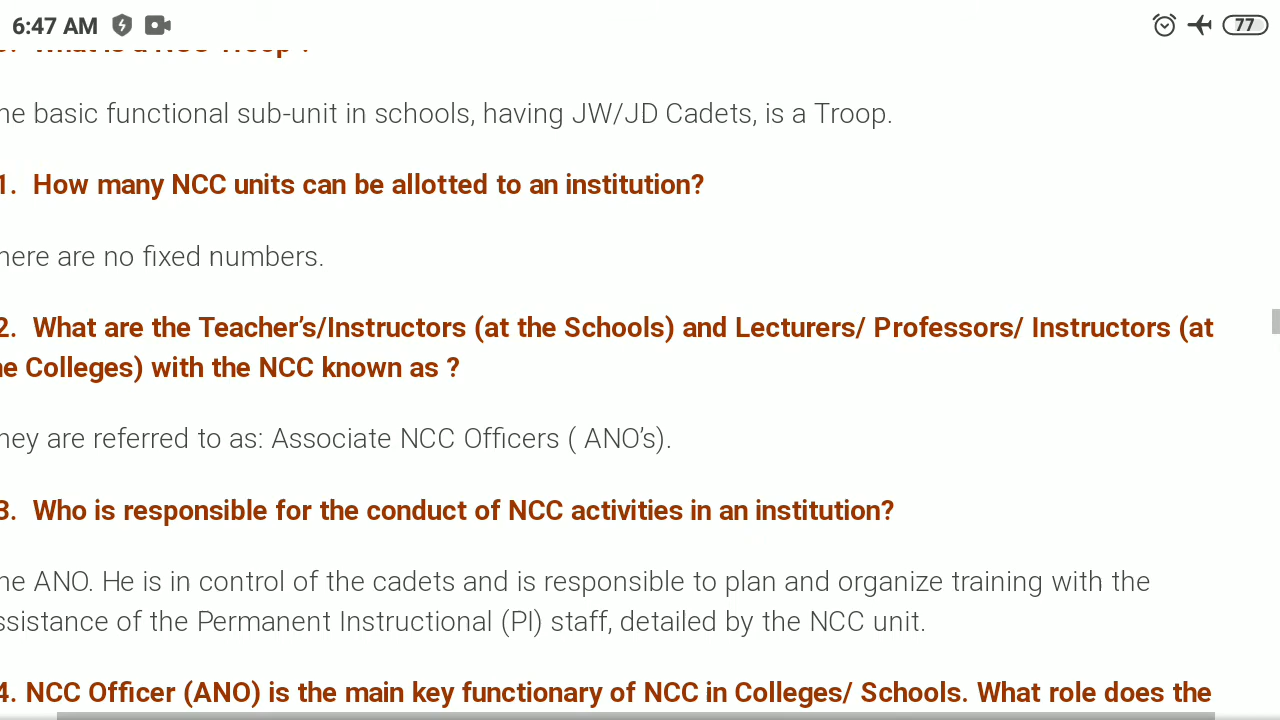 6:47 AM
77
What is a NCC Troop ?
he basic functional sub-unit in schools, having JW/JD Cadets, is a Troop.
1. How many NCC units can be allotted to an institution?
here are no fixed numbers.
2. What are the Teacher’s/Instructors (at the Schools) and Lecturers/ Professors/ Instructors (at
e Colleges) with the NCC known as ?
hey are referred to as: Associate NCC Officers ( ANO’s).
3. Who is responsible for the conduct of NCC activities in an institution?
he ANO. He is in control of the cadets and is responsible to plan and organize training with the
ssistance of the Permanent Instructional (PI) staff, detailed by the NCC unit.
4. NCC Officer (ANO) is the main key functionary of NCC in Colleges/ Schools. What role does the